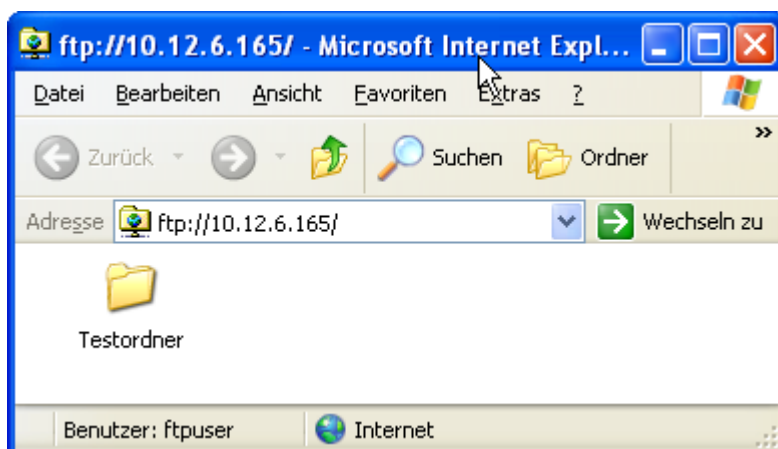 ftp://10.12.6.165/ - Microsoft Internet Expl...
Datei Bearbeiten Ansicht Favoriten Extras ?
Zurück Suchen Ordner »
Adresse ftp://10.12.6.165/ Wechseln zu
Testordner
Benutzer: ftpuser Internet